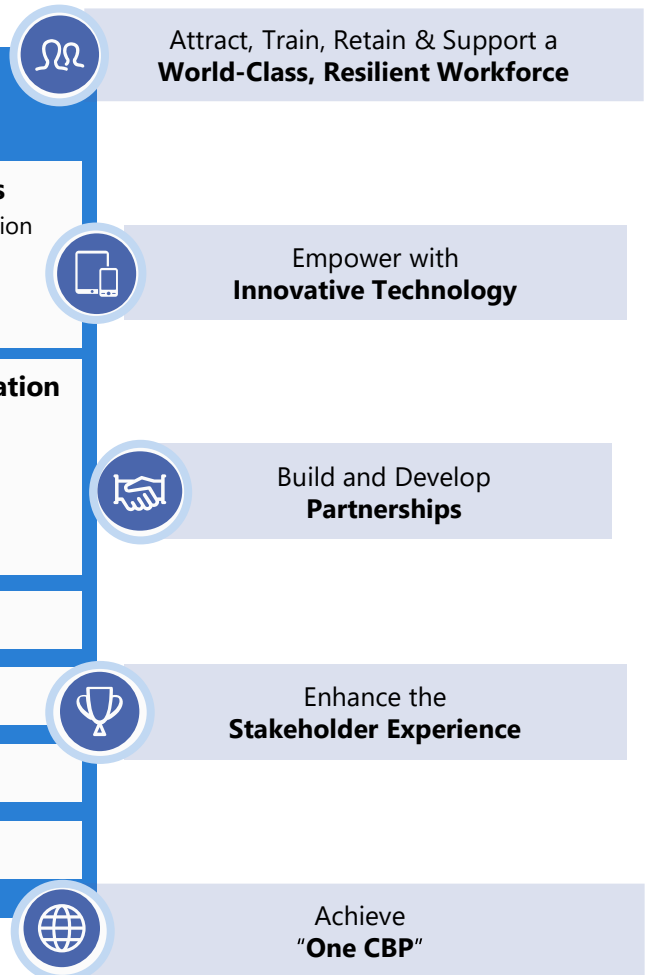 Attract, Train, Retain & Support a
World-Class, Resilient Workforce
s
ion
Empower with
Innovative Technology
ation
Build and Develop
Partnerships
Enhance the
Stakeholder Experience
Achieve
“One CBP”